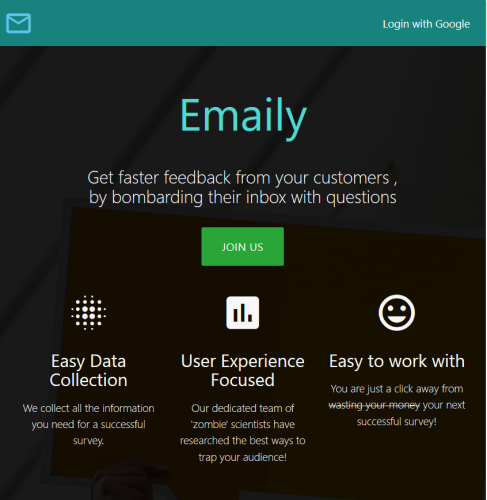 Login with Google
Emaily
Get faster feedback from your customers ,
by bombarding their inbox with questions
JOIN US
Easy Data
Collection
We collect all the information
you need for a successful
survey.
User Experience
Focused
Our dedicated team of
'zombie' scientists have
researched the best ways to
trap your audience!
Easy to work with
You are just a click away from
wasting your money your next
successful survey!